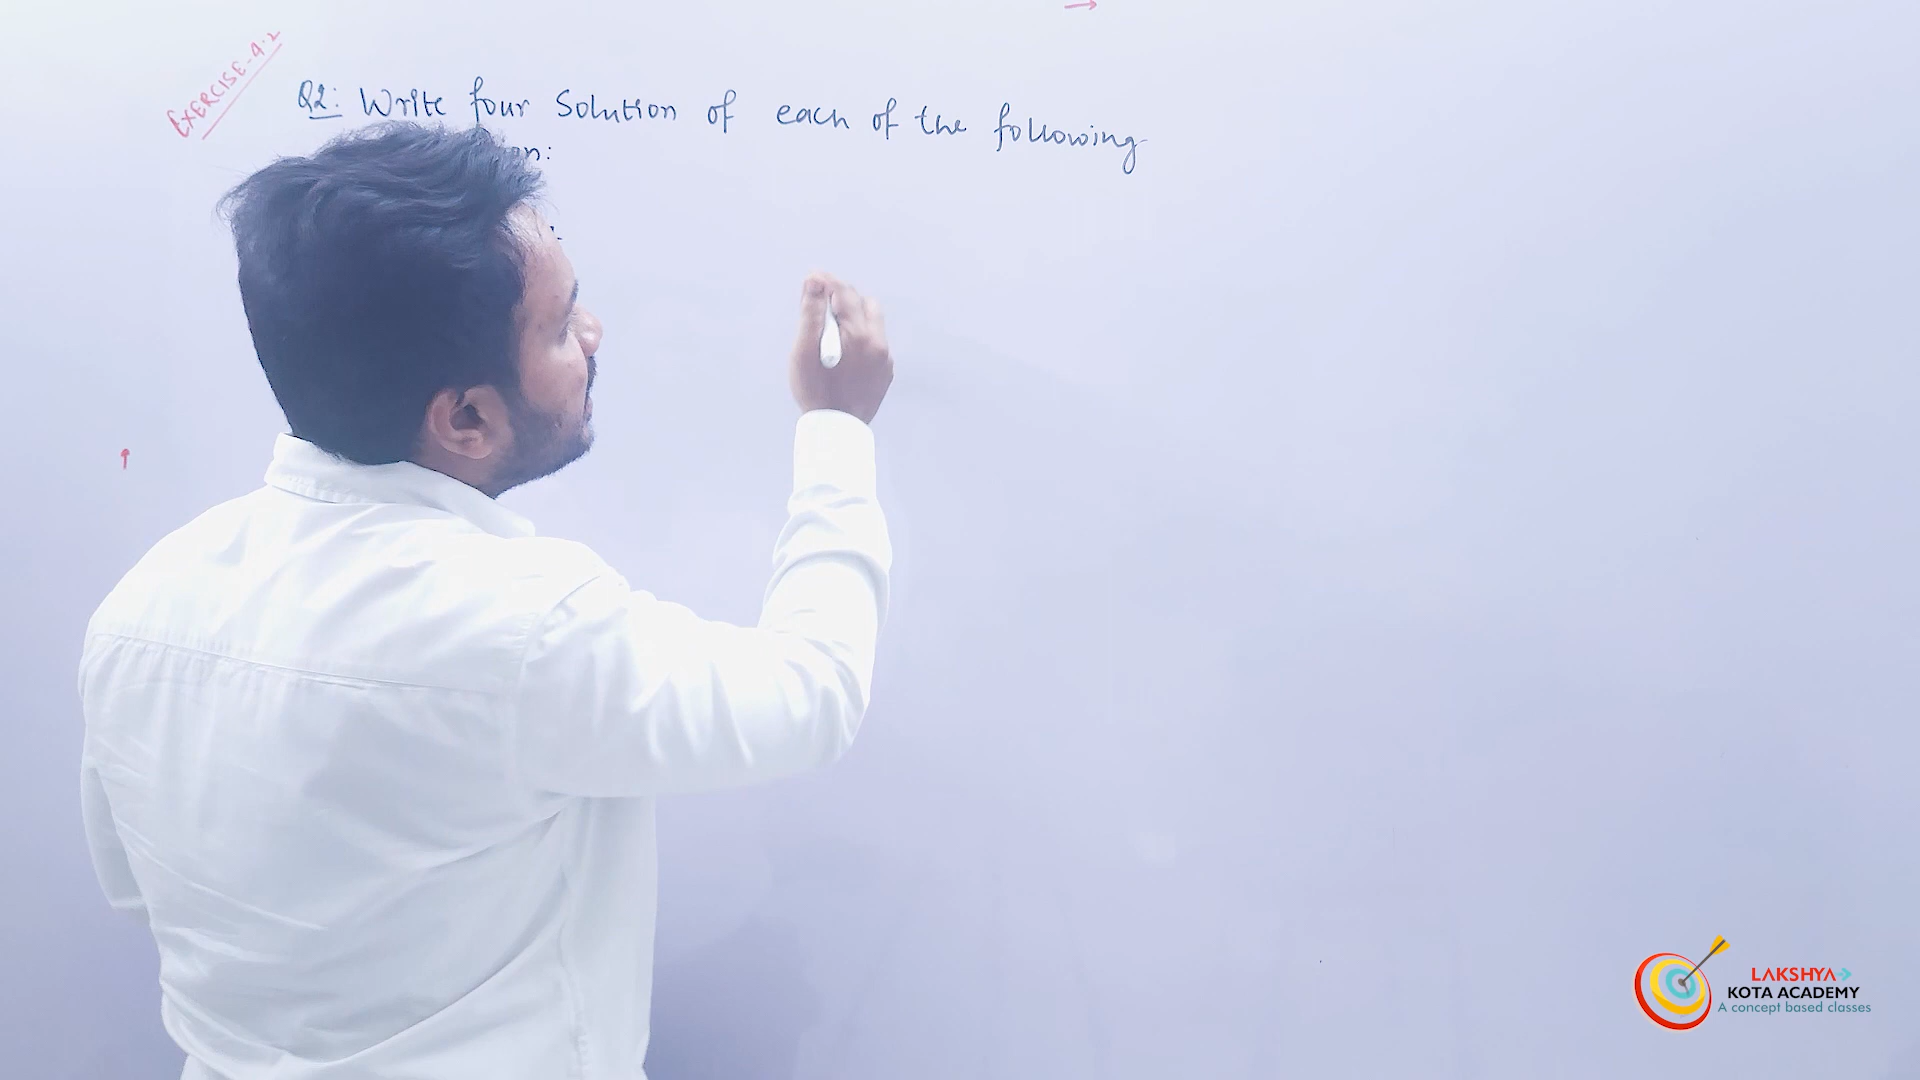 EXERCISE-4.2
Q2: Write four Solution of each of the following
LAKSHYA
KOTA ACADEMY
A concept based classes